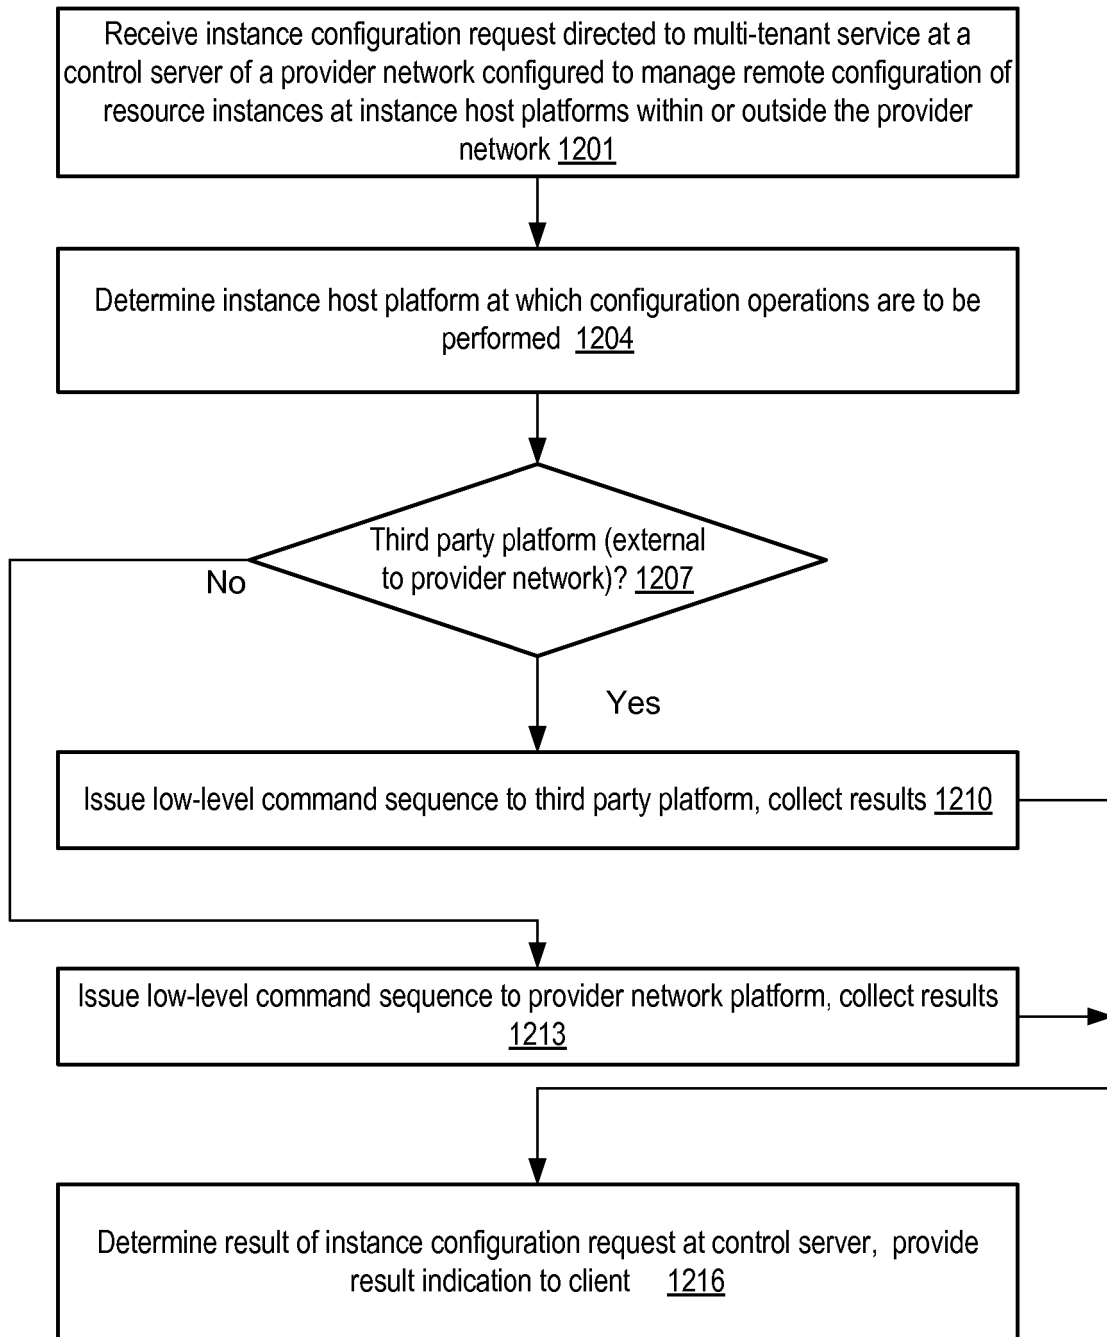 Receive instance configuration request directed to multi-tenant service at a
control server of a provider network configured to manage remote configuration of
resource instances at instance host platforms within or outside the provider
network 1201
Determine instance host platform at which configuration operations are to be
performed 1204
Third party platform (external
to provider network)? 1207
No
Yes
Issue low-level command sequence to third party platform, collect results 1210
Issue low-level command sequence to provider network platform, collect results
1213
Determine result of instance configuration request at control server, provide
result indication to client 1216